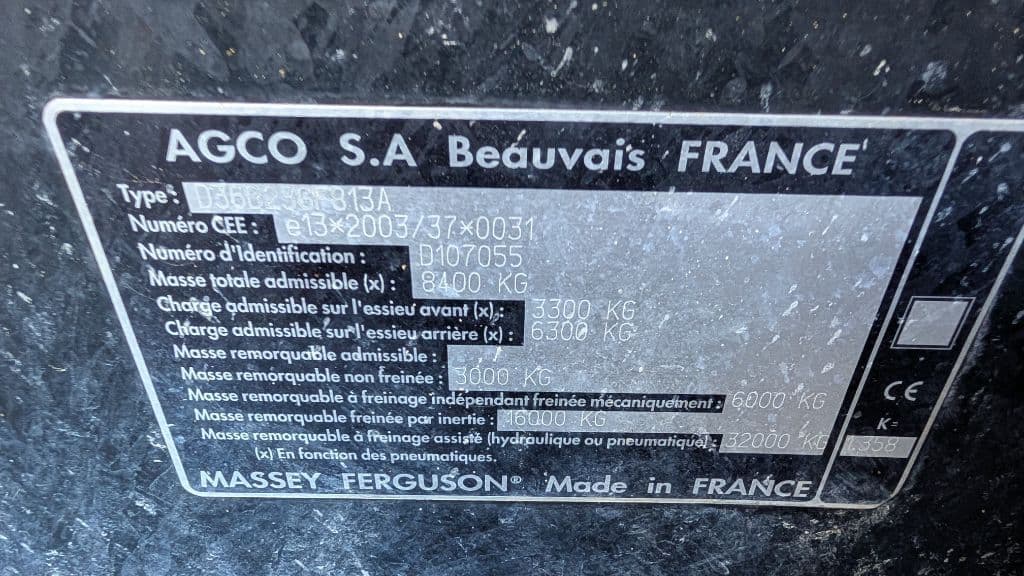 AGCO S.A Beauvais FRANCE
Type :
Numéro CEE : e13*2003/37*0031
Numéro d'Identification : D107055
Masse totale admissible (x) : 8400 KG
Charge admissible sur l'essieu avant (x) : 3300 KG
Charge admissible sur l'essieu arrière (x) : 6300 KG
Masse remorquable admissible :
Masse remorquable non freinée : 3000 KG
Masse remorquable à freinage indépendant freinée mécaniquement : 6000 KG
Masse remorquable freinée par inertie : 16000 KG
Masse remorquable à freinage assisté (hydraulique ou pneumatique) : 32000 KG
(x) En fonction des pneumatiques.
MASSEY FERGUSON® Made in FRANCE
CE
K=
1.358